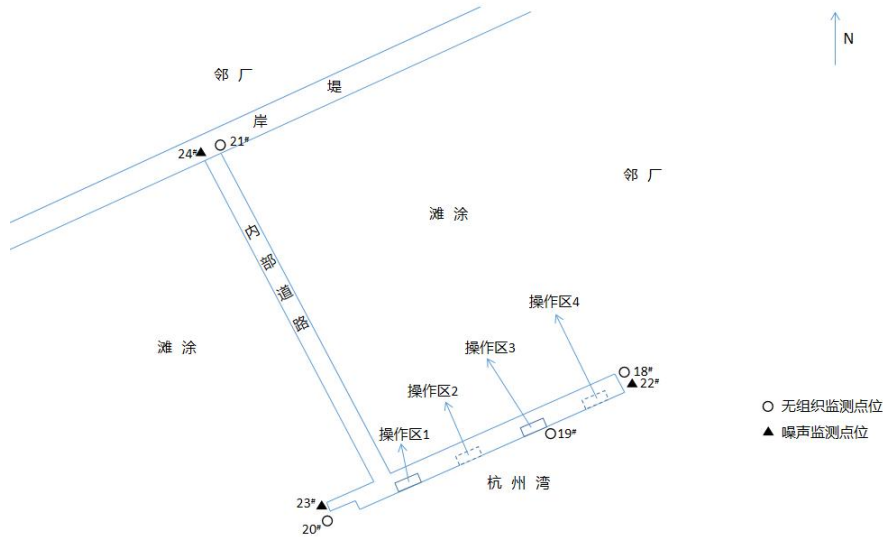 N
邻厂
堤
岸
21#
24#
邻厂
滩涂
内部道路
操作区4
滩涂
操作区3
18#
22#
操作区2
无组织监测点位
操作区1
19#
噪声监测点位
杭州湾
23#
20#